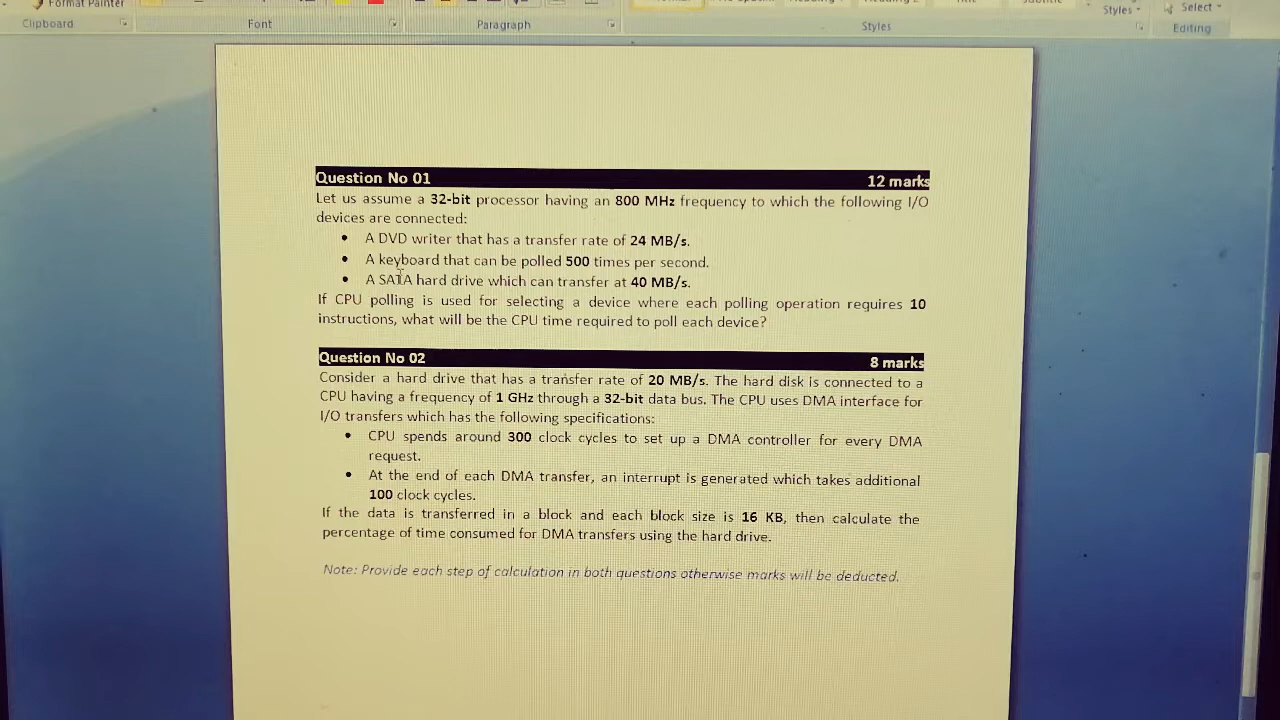 Format Painter
Clipboard
Font
Paragraph
Styles
Styles
Select
Editing
Question No 01 12 marks
Let us assume a 32-bit processor having an 800 MHz frequency to which the following I/O
devices are connected:
• A DVD writer that has a transfer rate of 24 MB/s.
• A keyboard that can be polled 500 times per second.
• A SATA hard drive which can transfer at 40 MB/s.
If CPU polling is used for selecting a device where each polling operation requires 10
instructions, what will be the CPU time required to poll each device?
Question No 02 8 marks
Consider a hard drive that has a transfer rate of 20 MB/s. The hard disk is connected to a
CPU having a frequency of 1 GHz through a 32-bit data bus. The CPU uses DMA interface for
I/O transfers which has the following specifications:
• CPU spends around 300 clock cycles to set up a DMA controller for every DMA
request.
• At the end of each DMA transfer, an interrupt is generated which takes additional
100 clock cycles.
If the data is transferred in a block and each block size is 16 KB, then calculate the
percentage of time consumed for DMA transfers using the hard drive.
Note: Provide each step of calculation in both questions otherwise marks will be deducted.